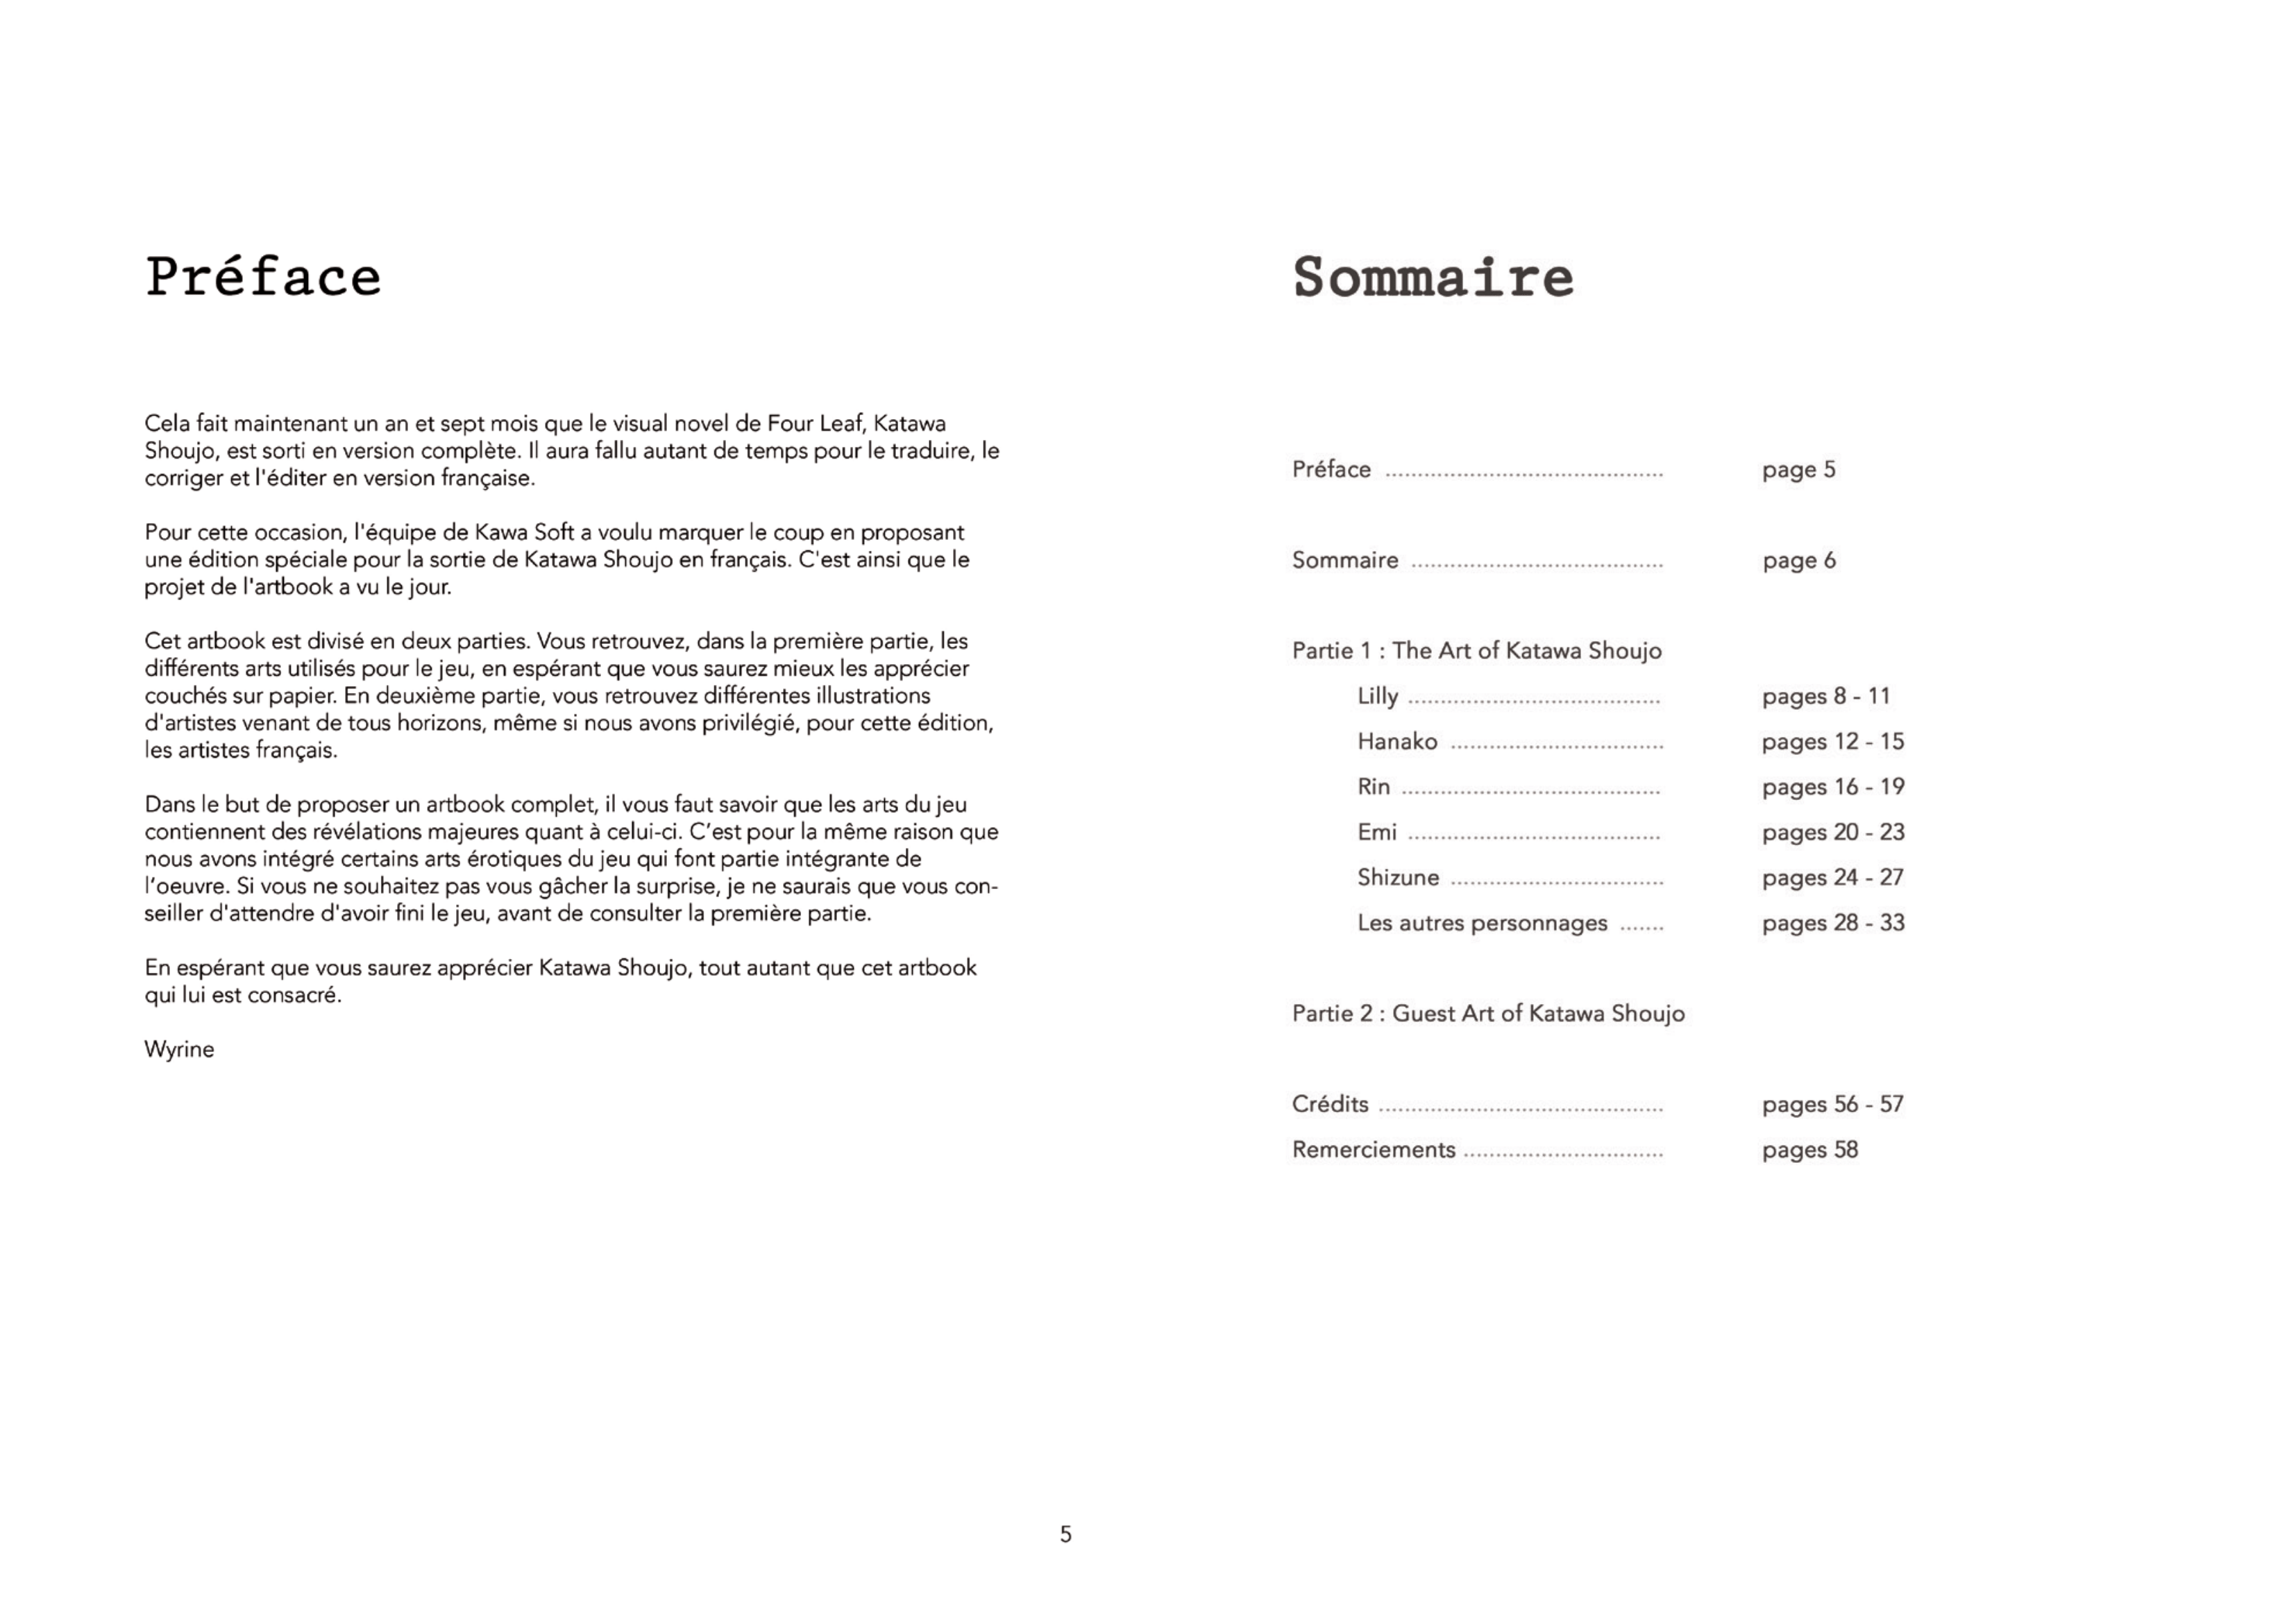 Préface
Cela fait maintenant un an et sept mois que le visual novel de Four Leaf, Katawa
Shoujo, est sorti en version complète. Il aura fallu autant de temps pour le traduire, le
corriger et l'éditer en version française.
Pour cette occasion, l'équipe de Kawa Soft a voulu marquer le coup en proposant
une édition spéciale pour la sortie de Katawa Shoujo en français. C'est ainsi que le
projet de l'artbook a vu le jour.
Cet artbook est divisé en deux parties. Vous retrouvez, dans la première partie, les
différents arts utilisés pour le jeu, en espérant que vous saurez mieux les apprécier
couchés sur papier. En deuxième partie, vous retrouvez différentes illustrations
d'artistes venant de tous horizons, même si nous avons privilégié, pour cette édition,
les artistes français.
Dans le but de proposer un artbook complet, il vous faut savoir que les arts du jeu
contiennent des révélations majeures quant à celui-ci. C’est pour la même raison que
nous avons intégré certains arts érotiques du jeu qui font partie intégrante de
l’oeuvre. Si vous ne souhaitez pas vous gâcher la surprise, je ne saurais que vous con-
seiller d'attendre d'avoir fini le jeu, avant de consulter la première partie.
En espérant que vous saurez apprécier Katawa Shoujo, tout autant que cet artbook
qui lui est consacré.
Wyrine
5
Sommaire
Préface ........................................... page 5
Sommaire ....................................... page 6
Partie 1 : The Art of Katawa Shoujo
Lilly ....................................... pages 8 - 11
Hanako ................................. pages 12 - 15
Rin ........................................ pages 16 - 19
Emi ....................................... pages 20 - 23
Shizune ................................. pages 24 - 27
Les autres personnages ....... pages 28 - 33
Partie 2 : Guest Art of Katawa Shoujo
Crédits ............................................ pages 56 - 57
Remerciements ............................... pages 58